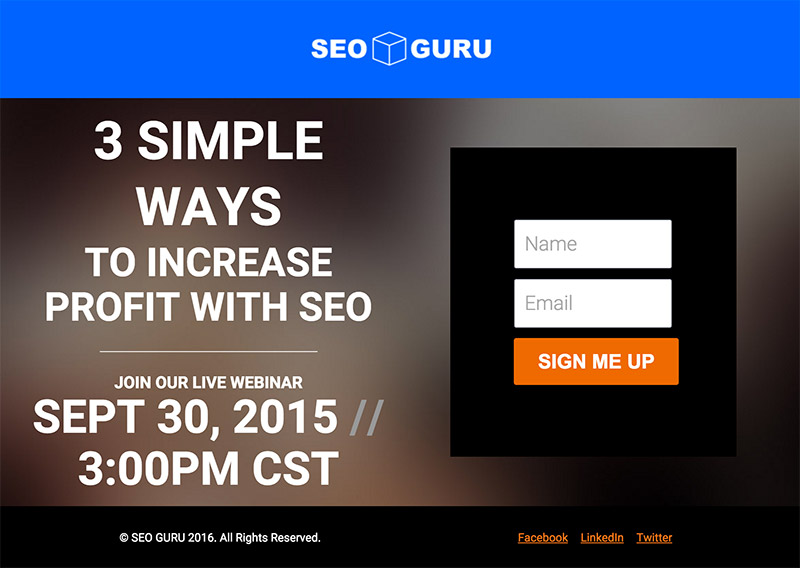 SEO GURU
3 SIMPLE
WAYS
TO INCREASE
PROFIT WITH SEO
JOIN OUR LIVE WEBINAR
SEPT 30, 2015 //
3:00PM CST
Name
Email
SIGN ME UP
© SEO GURU 2016. All Rights Reserved.
Facebook LinkedIn Twitter